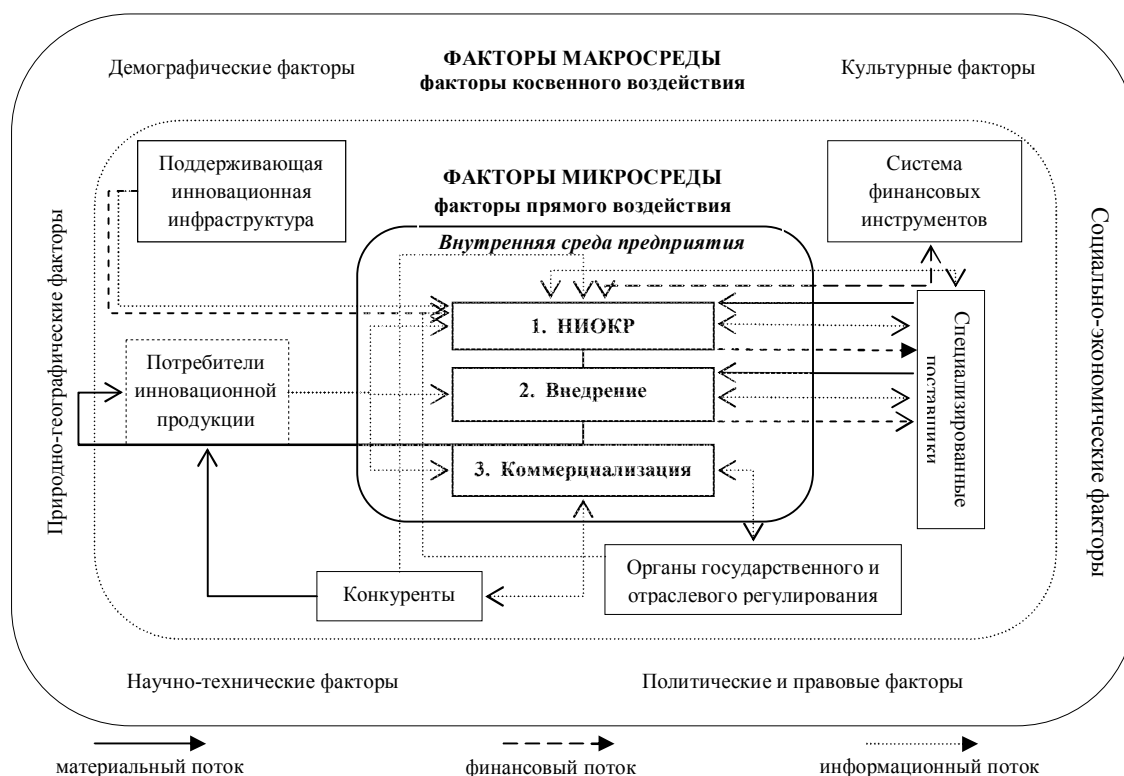 ФАКТОРЫ МАКРОСРЕДЫ
факторы косвенного воздействия
Демографические факторы
Культурные факторы
Поддерживающая
инновационная
инфраструктура
ФАКТОРЫ МИКРОСРЕДЫ
факторы прямого воздействия
Система
финансовых
инструментов
Внутренняя среда предприятия
Природно-географические факторы
Социально-экономические факторы
1. НИОКР
Специализированные
поставщики
Потребители
инновационной
продукции
2. Внедрение
3. Коммерциализация
Конкуренты
Органы государственного и
отраслевого регулирования
Научно-технические факторы
Политические и правовые факторы
материальный поток
финансовый поток
информационный поток